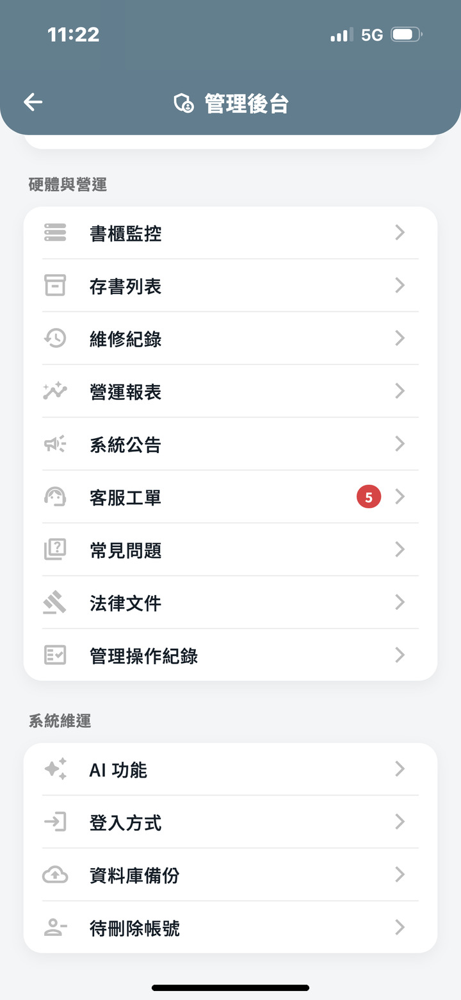 11:22
5G
管理後台
硬體與營運
書櫃監控
存書列表
維修紀錄
營運報表
系統公告
客服工單
5
常見問題
法律文件
管理操作紀錄
系統維運
AI 功能
登入方式
資料庫備份
待刪除帳號